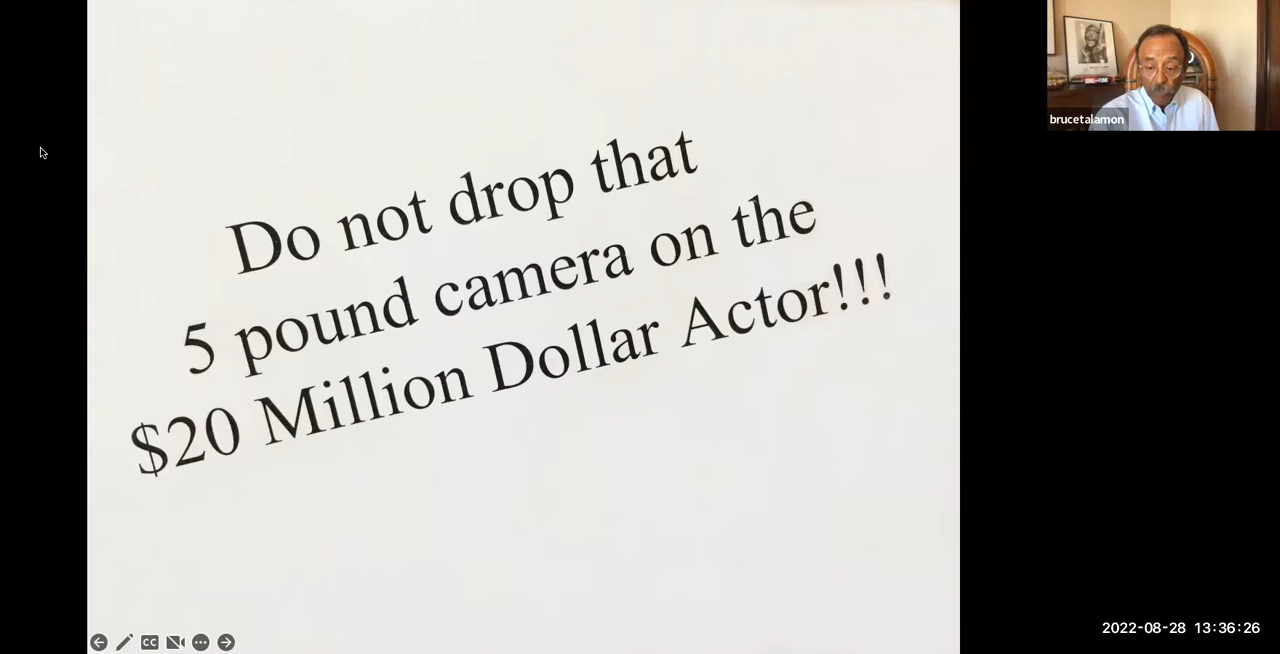 Do not drop that
5 pound camera on the
$20 Million Dollar Actor!!!
brucetalamon
CC
2022-08-28 13:36:26